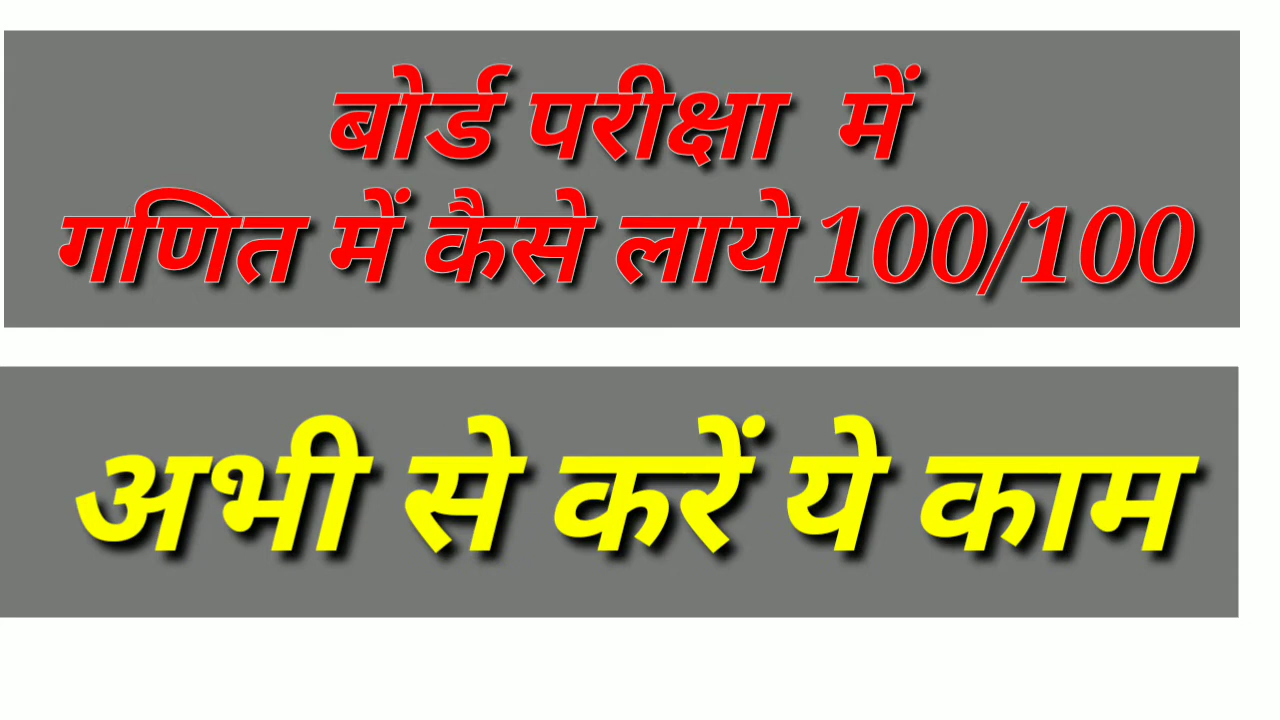 बोर्ड परीक्षा में
गणित में कैसे लाये 100/100
अभी से करें ये काम